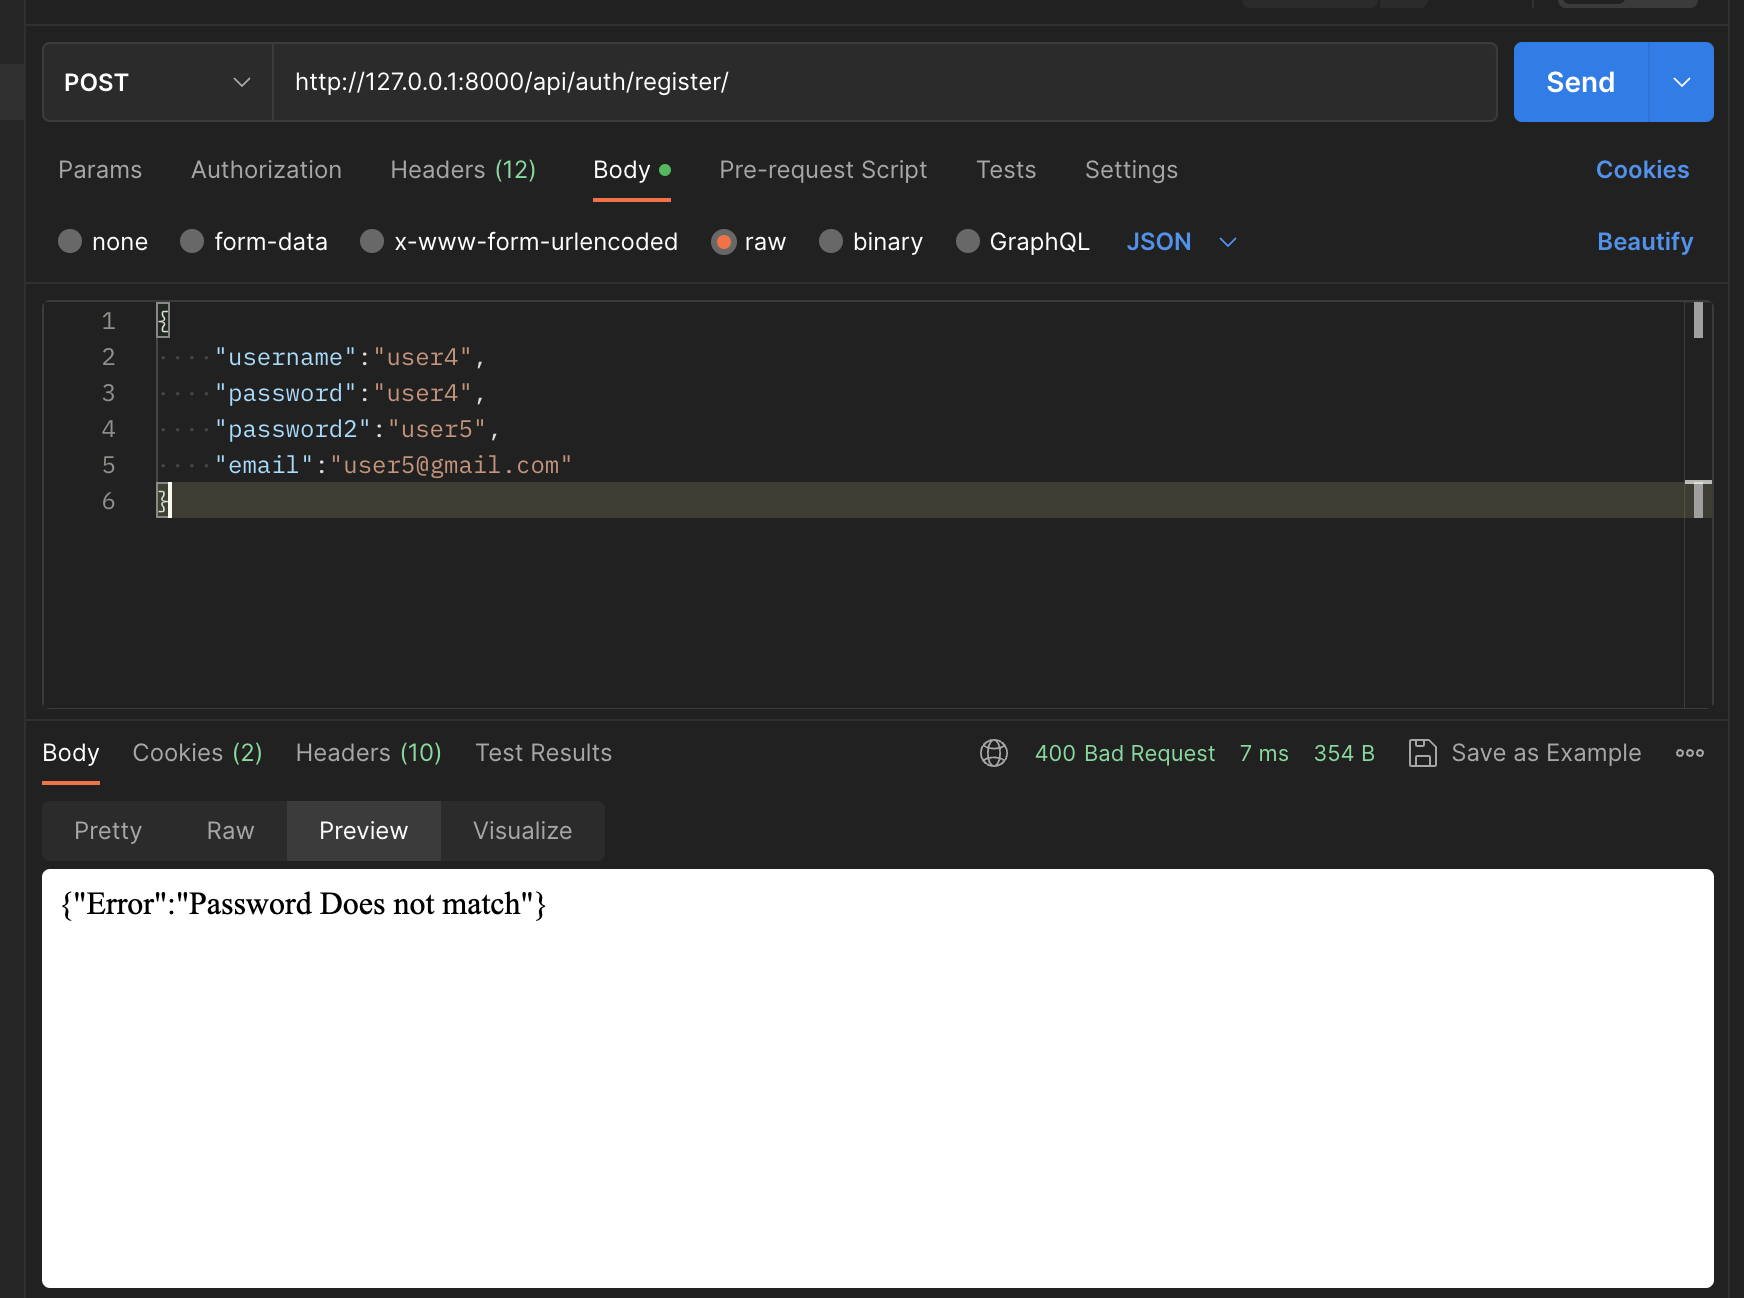 POST http://127.0.0.1:8000/api/auth/register/ Send
Params Authorization Headers (12) Body Pre-request Script Tests Settings Cookies
none form-data x-www-form-urlencoded raw binary GraphQL JSON Beautify
1 {
2 "username":"user4",
3 "password":"user4",
4 "password2":"user5",
5 "email":"user5@gmail.com"
6 }
Body Cookies (2) Headers (10) Test Results 400 Bad Request 7 ms 354 B Save as Example
Pretty Raw Preview Visualize
{"Error":"Password Does not match"}